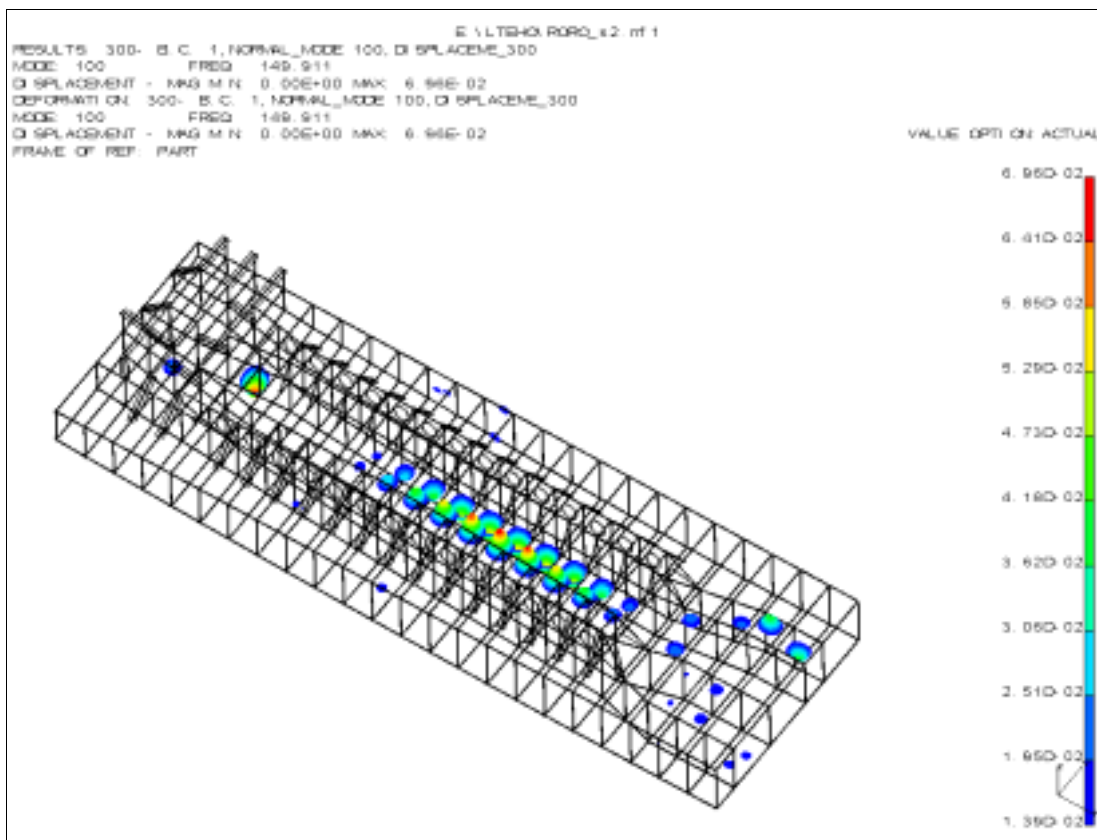 E:\LTEHO\RORO_s2.mf1
RESULTS: 300- B.C. 1,NORMAL_MODE 100,DISPLACEME_300
MODE: 100 FREQ: 149.911
DISPLACEMENT - MAG MIN: 0.00E+00 MAX: 6.96E-02
DEFORMATION: 300- B.C. 1,NORMAL_MODE 100,DISPLACEME_300
MODE: 100 FREQ: 149.911
DISPLACEMENT - MAG MIN: 0.00E+00 MAX: 6.96E-02
FRAME OF REF: PART
VALUE OPTION:ACTUAL
6.96D-02
6.41D-02
5.85D-02
5.29D-02
4.73D-02
4.18D-02
3.62D-02
3.06D-02
2.51D-02
1.95D-02
1.39D-02